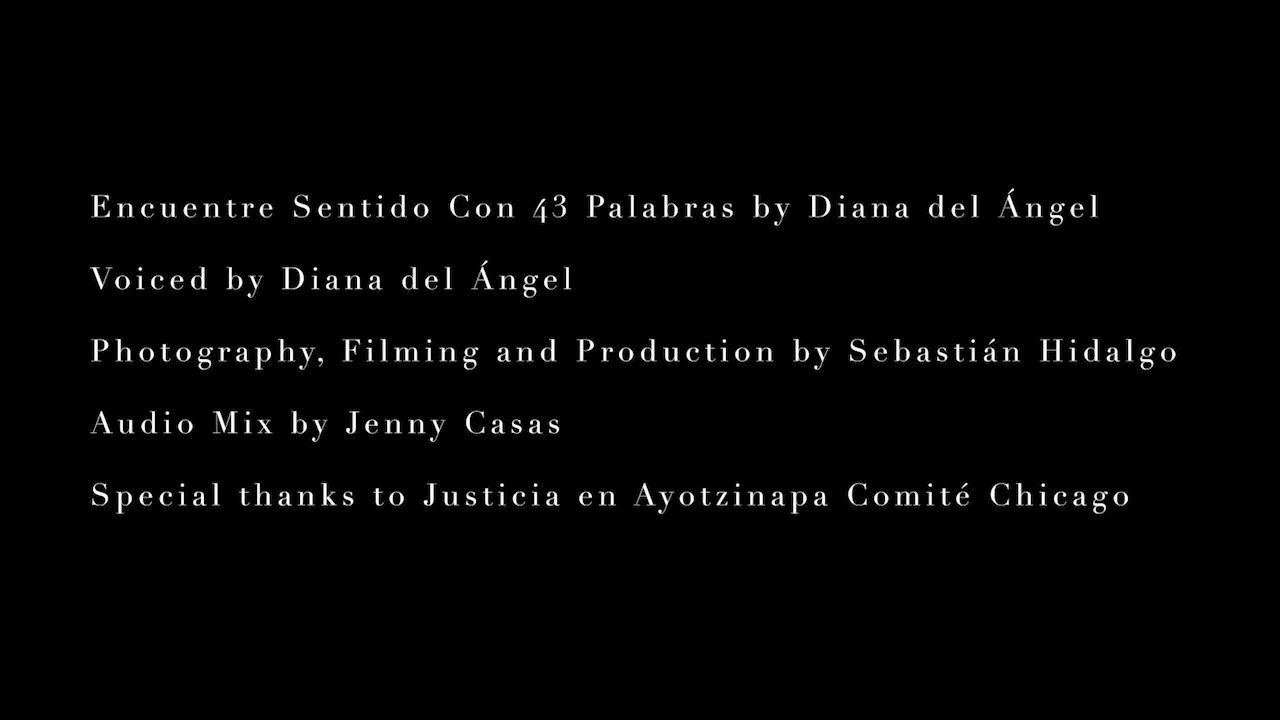 Encuentre Sentido Con 43 Palabras by Diana del Ángel
Voiced by Diana del Ángel
Photography, Filming and Production by Sebastián Hidalgo
Audio Mix by Jenny Casas
Special thanks to Justicia en Ayotzinapa Comité Chicago